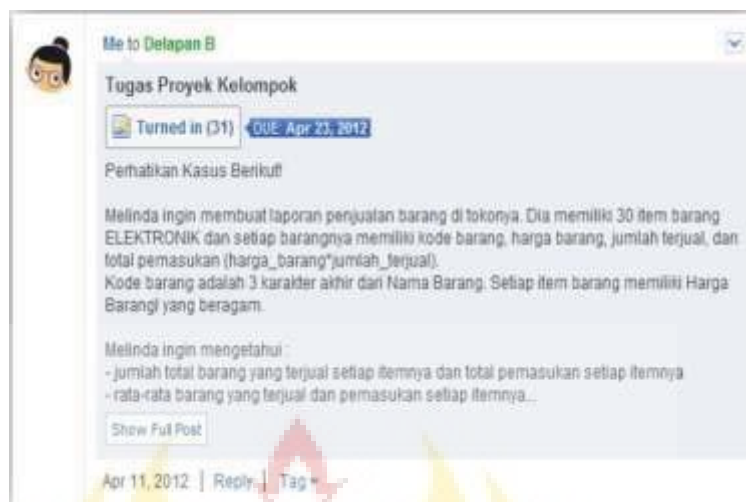 Me to Delapan B
Tugas Proyek Kelompok
Turned in (31) DUE: Apr 23, 2012
Perhatikan Kasus Berikut!
Melinda ingin membuat laporan penjualan barang di tokonya. Dia memiliki 30 item barang
ELEKTRONIK dan setiap barangnya memiliki kode barang, harga barang, jumlah terjual, dan
total pemasukan (harga_barang*jumlah_terjual).
Kode barang adalah 3 karakter akhir dari Nama Barang. Setiap item barang memiliki Harga
Barangl yang beragam.
Melinda ingin mengetahui :
- jumlah total barang yang terjual setiap itemnya dan total pemasukan setiap itemnya
- rata-rata barang yang terjual dan pemasukan setiap itemnya...
Show Full Post
Apr 11, 2012 | Reply | Tag